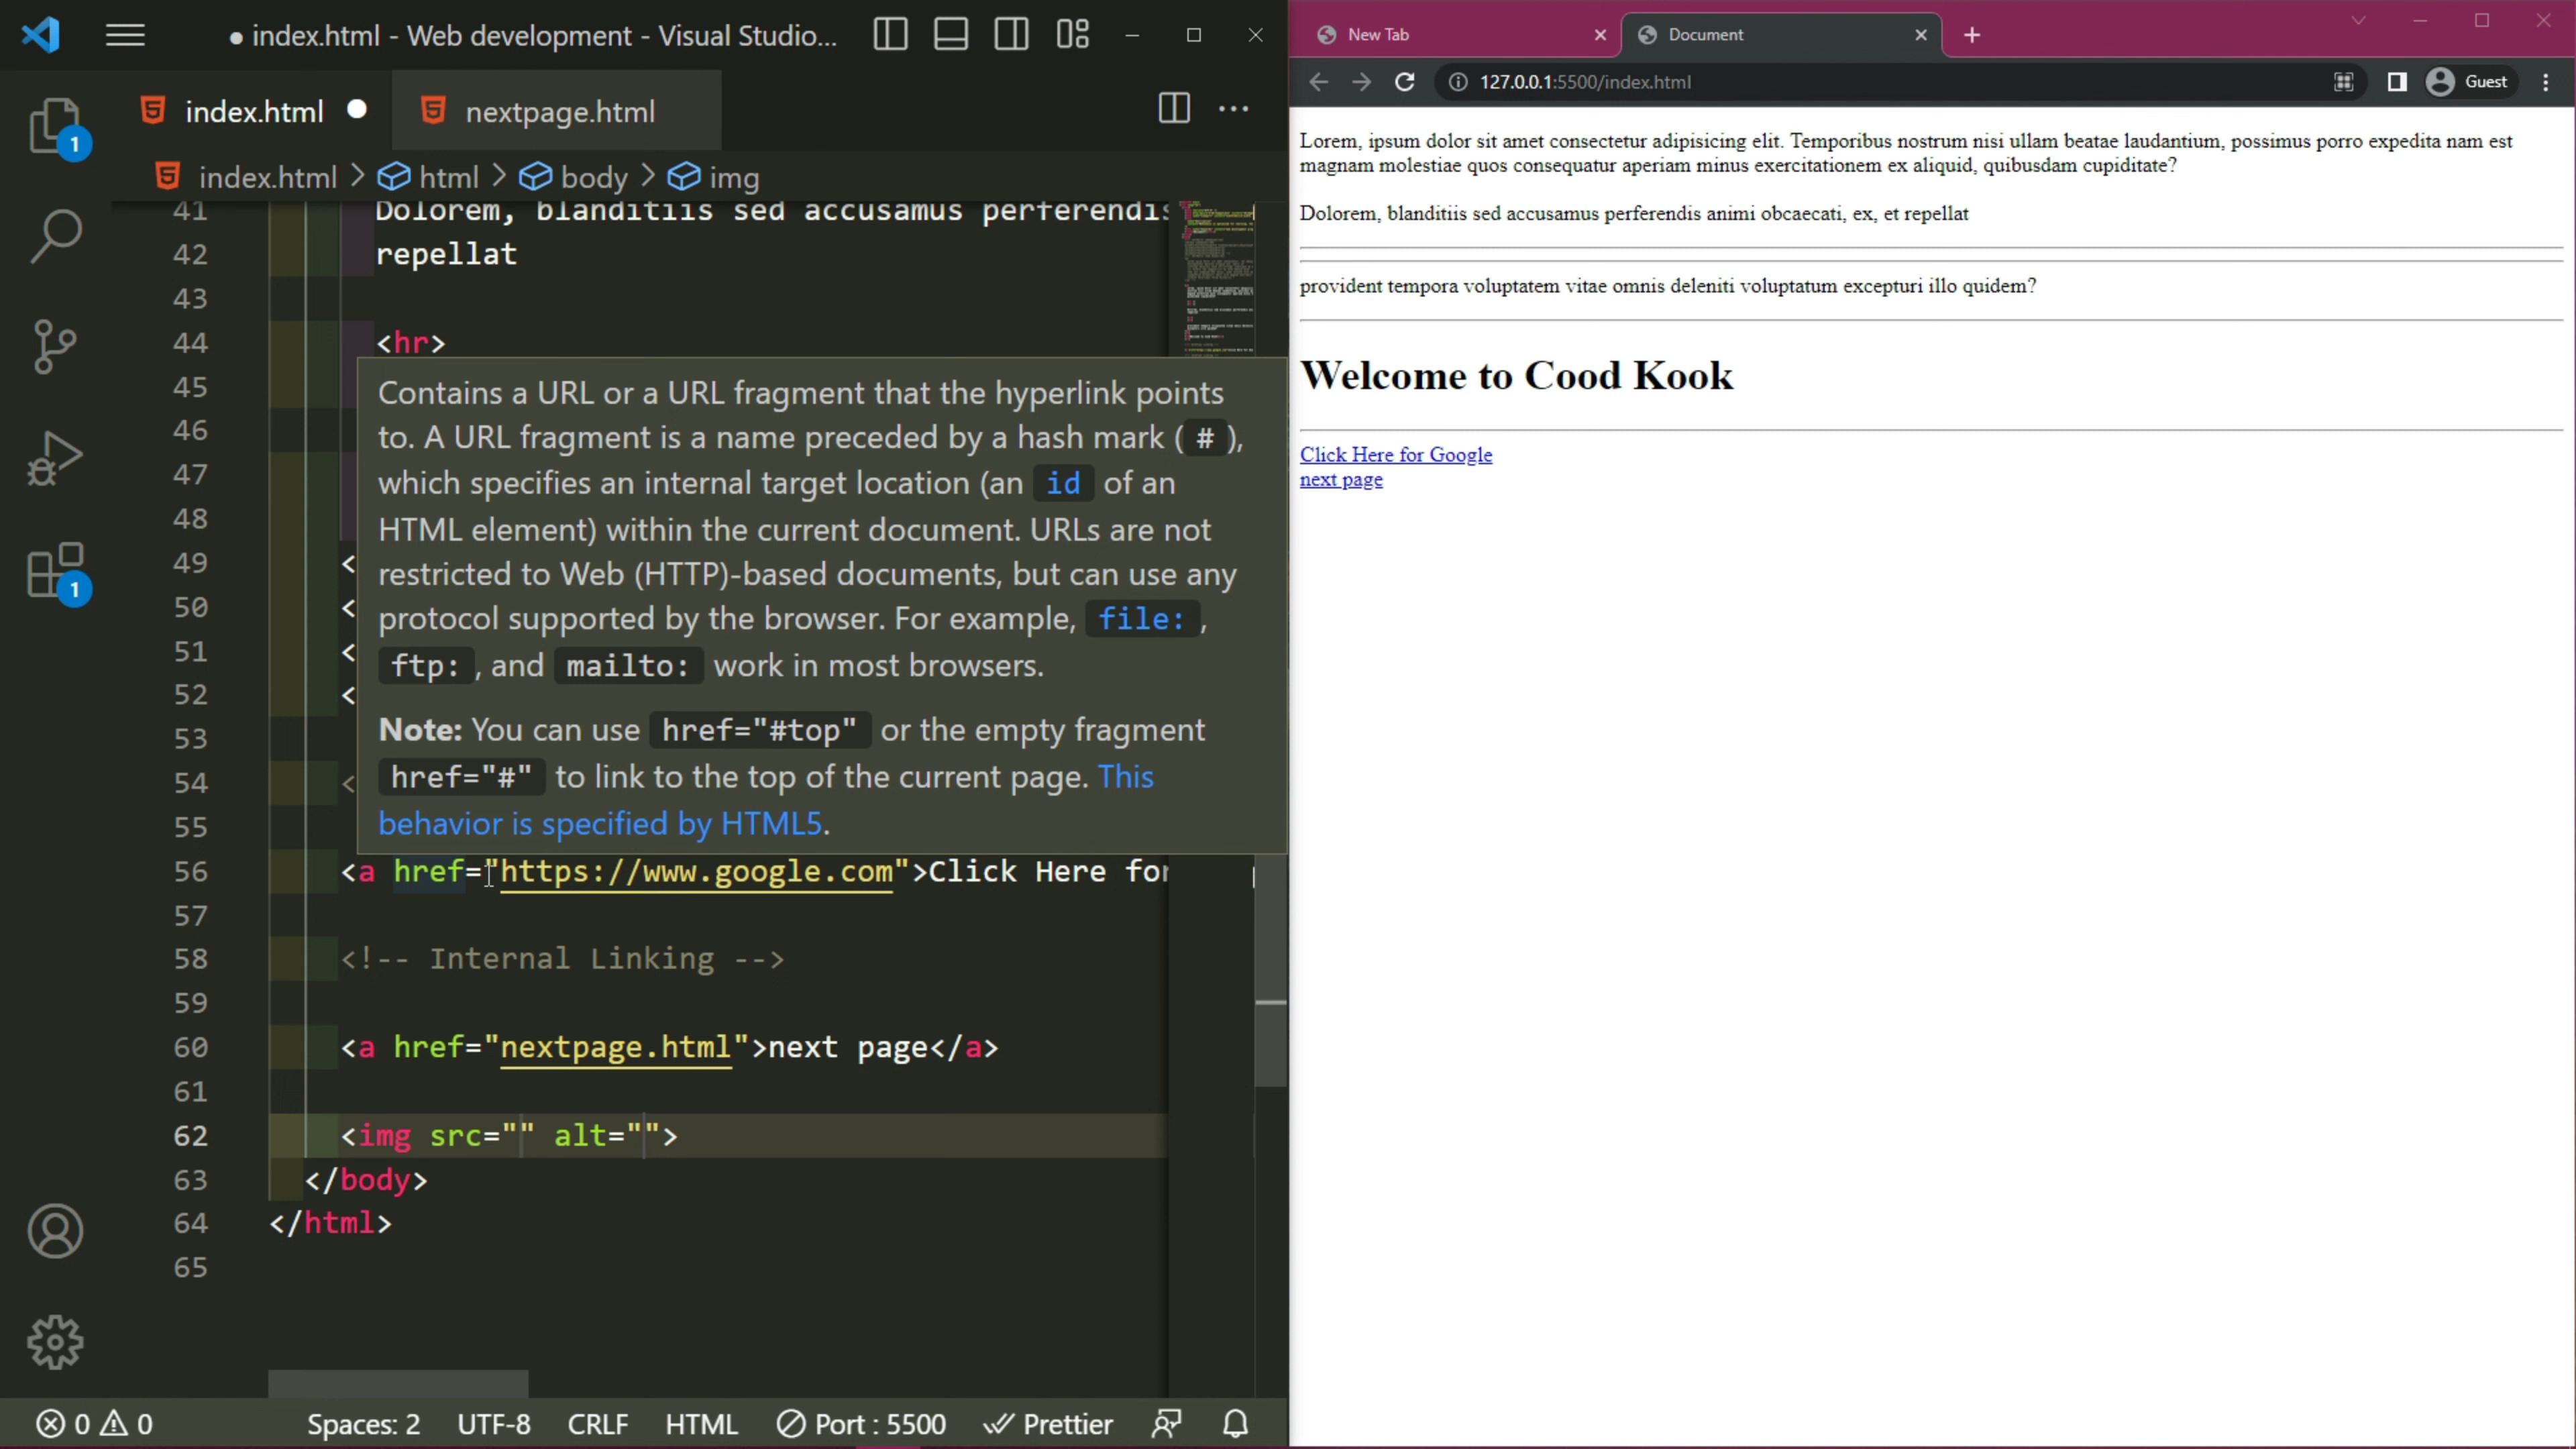 ● index.html - Web development - Visual Studio...
index.html ●
nextpage.html
index.html > html > body > img
41 Dolorem, blanditiis sed accusamus perferendis
42 repellat
43
44 <hr>
45
46
47
48
49 <
50 <
51 <
52 <
53
54 <
55
Contains a URL or a URL fragment that the hyperlink points
to. A URL fragment is a name preceded by a hash mark ( # ),
which specifies an internal target location (an id of an
HTML element) within the current document. URLs are not
restricted to Web (HTTP)-based documents, but can use any
protocol supported by the browser. For example, file: ,
ftp: , and mailto: work in most browsers.
Note: You can use href="#top" or the empty fragment
href="#" to link to the top of the current page. This
behavior is specified by HTML5.
56 <a href="https://www.google.com">Click Here for
57
58 <!-- Internal Linking -->
59
60 <a href="nextpage.html">next page</a>
61
62 <img src="" alt="">
63 </body>
64 </html>
65
1
1
0 0 Spaces: 2 UTF-8 CRLF HTML Port : 5500 Prettier
New Tab
Document
127.0.0.1:5500/index.html
Guest
Lorem, ipsum dolor sit amet consectetur adipisicing elit. Temporibus nostrum nisi ullam beatae laudantium, possimus porro expedita nam est
magnam molestiae quos consequatur aperiam minus exercitationem ex aliquid, quibusdam cupiditate?
Dolorem, blanditiis sed accusamus perferendis animi obcaecati, ex, et repellat
provident tempora voluptatem vitae omnis deleniti voluptatum excepturi illo quidem?
Welcome to Cood Kook
Click Here for Google
next page